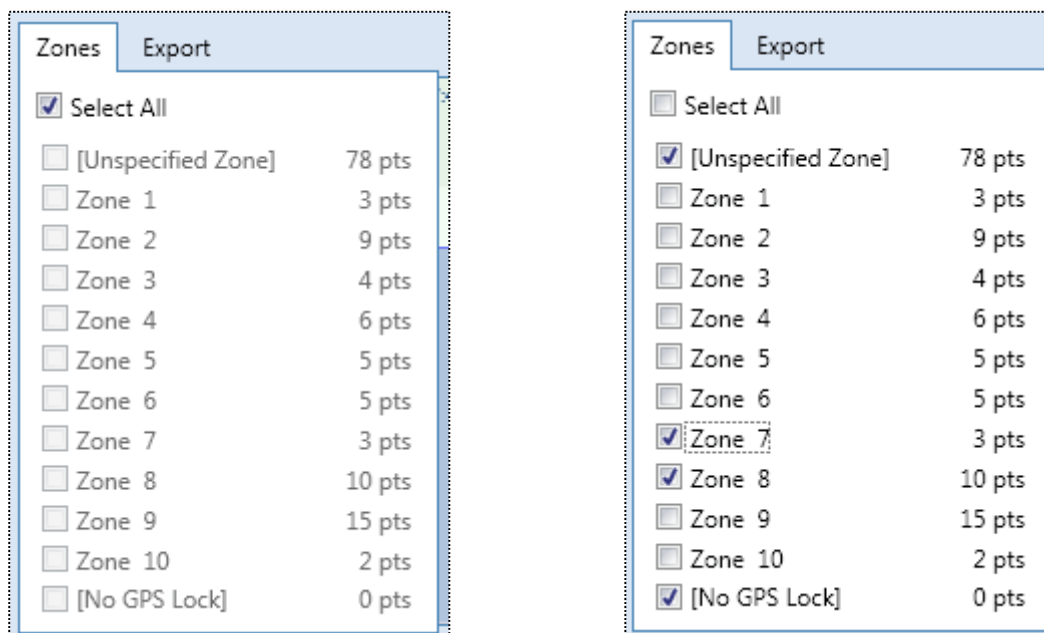 Zones Export
Select All
[Unspecified Zone] 78 pts
Zone 1 3 pts
Zone 2 9 pts
Zone 3 4 pts
Zone 4 6 pts
Zone 5 5 pts
Zone 6 5 pts
Zone 7 3 pts
Zone 8 10 pts
Zone 9 15 pts
Zone 10 2 pts
[No GPS Lock] 0 pts
Zones Export
Select All
[Unspecified Zone] 78 pts
Zone 1 3 pts
Zone 2 9 pts
Zone 3 4 pts
Zone 4 6 pts
Zone 5 5 pts
Zone 6 5 pts
Zone 7 3 pts
Zone 8 10 pts
Zone 9 15 pts
Zone 10 2 pts
[No GPS Lock] 0 pts